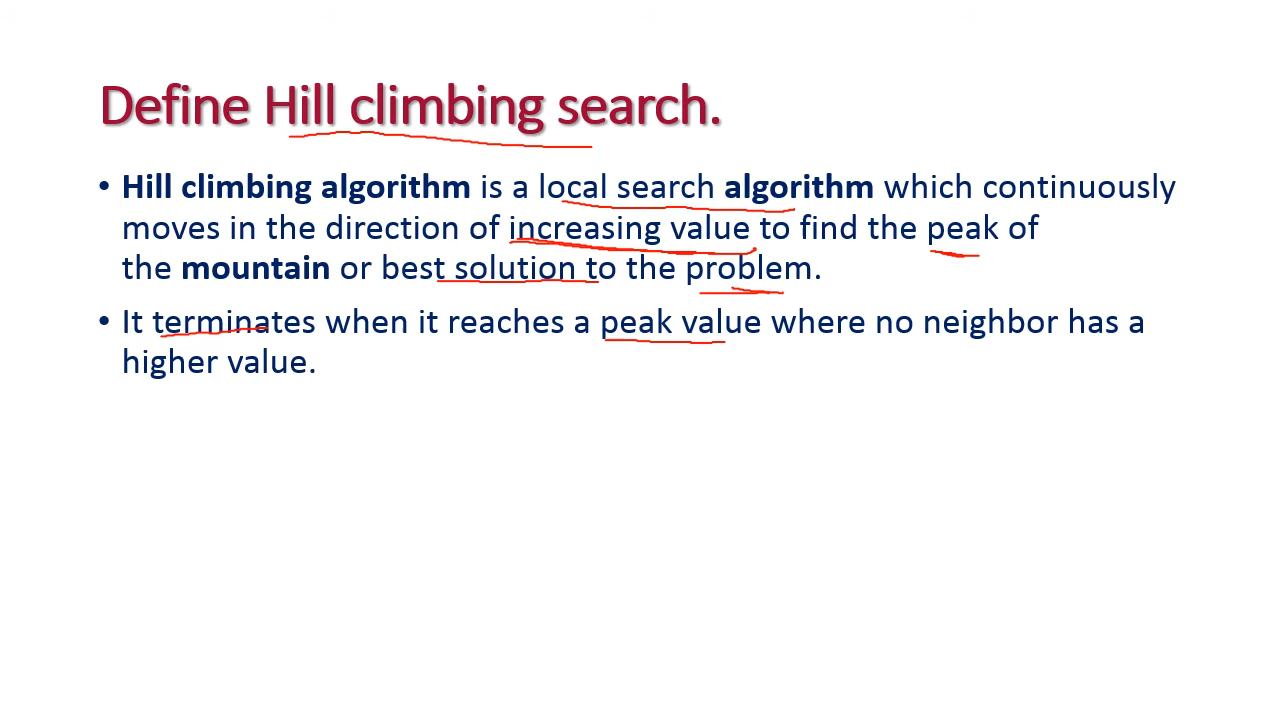 Define Hill climbing search.
• Hill climbing algorithm is a local search algorithm which continuously
moves in the direction of increasing value to find the peak of
the mountain or best solution to the problem.
• It terminates when it reaches a peak value where no neighbor has a
higher value.